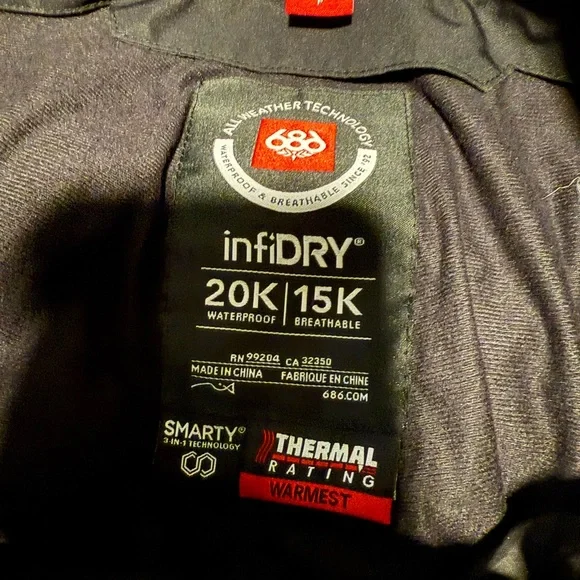 ALL WEATHER TECHNOLOGY
686
WATERPROOF & BREATHABLE SINCE '92
infiDRY®
20K | 15K
WATERPROOF BREATHABLE
RN 99204 CA 32350
MADE IN CHINA FABRIQUE EN CHINE
686.COM
SMARTY®
3-IN-1 TECHNOLOGY
THERMAL
RATING
WARMEST